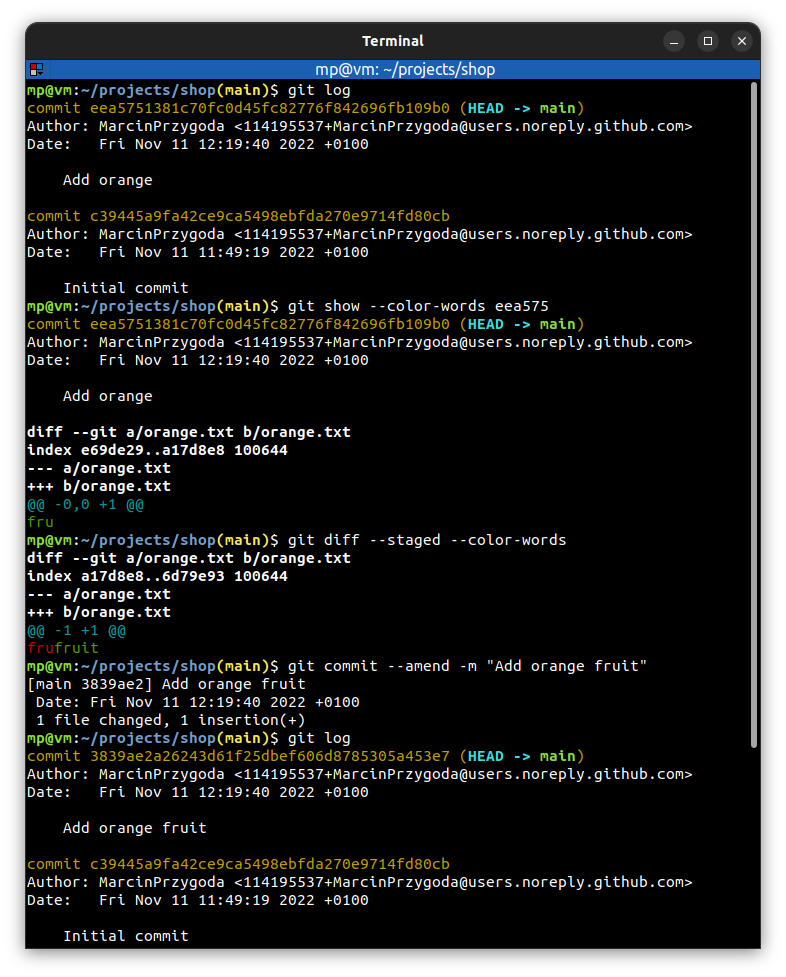 Terminal
mp@vm: ~/projects/shop
mp@vm:~/projects/shop(main)$ git log
commit eea5751381c70fc0d45fc82776f842696fb109b0 (HEAD -> main)
Author: MarcinPrzygoda <114195537+MarcinPrzygoda@users.noreply.github.com>
Date:   Fri Nov 11 12:19:40 2022 +0100

    Add orange

commit c39445a9fa42ce9ca5498ebfda270e9714fd80cb
Author: MarcinPrzygoda <114195537+MarcinPrzygoda@users.noreply.github.com>
Date:   Fri Nov 11 11:49:19 2022 +0100

    Initial commit
mp@vm:~/projects/shop(main)$ git show --color-words eea575
commit eea5751381c70fc0d45fc82776f842696fb109b0 (HEAD -> main)
Author: MarcinPrzygoda <114195537+MarcinPrzygoda@users.noreply.github.com>
Date:   Fri Nov 11 12:19:40 2022 +0100

    Add orange

diff --git a/orange.txt b/orange.txt
index e69de29..a17d8e8 100644
--- a/orange.txt
+++ b/orange.txt
@@ -0,0 +1 @@
fru
mp@vm:~/projects/shop(main)$ git diff --staged --color-words
diff --git a/orange.txt b/orange.txt
index a17d8e8..6d79e93 100644
--- a/orange.txt
+++ b/orange.txt
@@ -1 +1 @@
frufruit
mp@vm:~/projects/shop(main)$ git commit --amend -m "Add orange fruit"
[main 3839ae2] Add orange fruit
 Date: Fri Nov 11 12:19:40 2022 +0100
 1 file changed, 1 insertion(+)
mp@vm:~/projects/shop(main)$ git log
commit 3839ae2a26243d61f25dbef606d8785305a453e7 (HEAD -> main)
Author: MarcinPrzygoda <114195537+MarcinPrzygoda@users.noreply.github.com>
Date:   Fri Nov 11 12:19:40 2022 +0100

    Add orange fruit

commit c39445a9fa42ce9ca5498ebfda270e9714fd80cb
Author: MarcinPrzygoda <114195537+MarcinPrzygoda@users.noreply.github.com>
Date:   Fri Nov 11 11:49:19 2022 +0100

    Initial commit